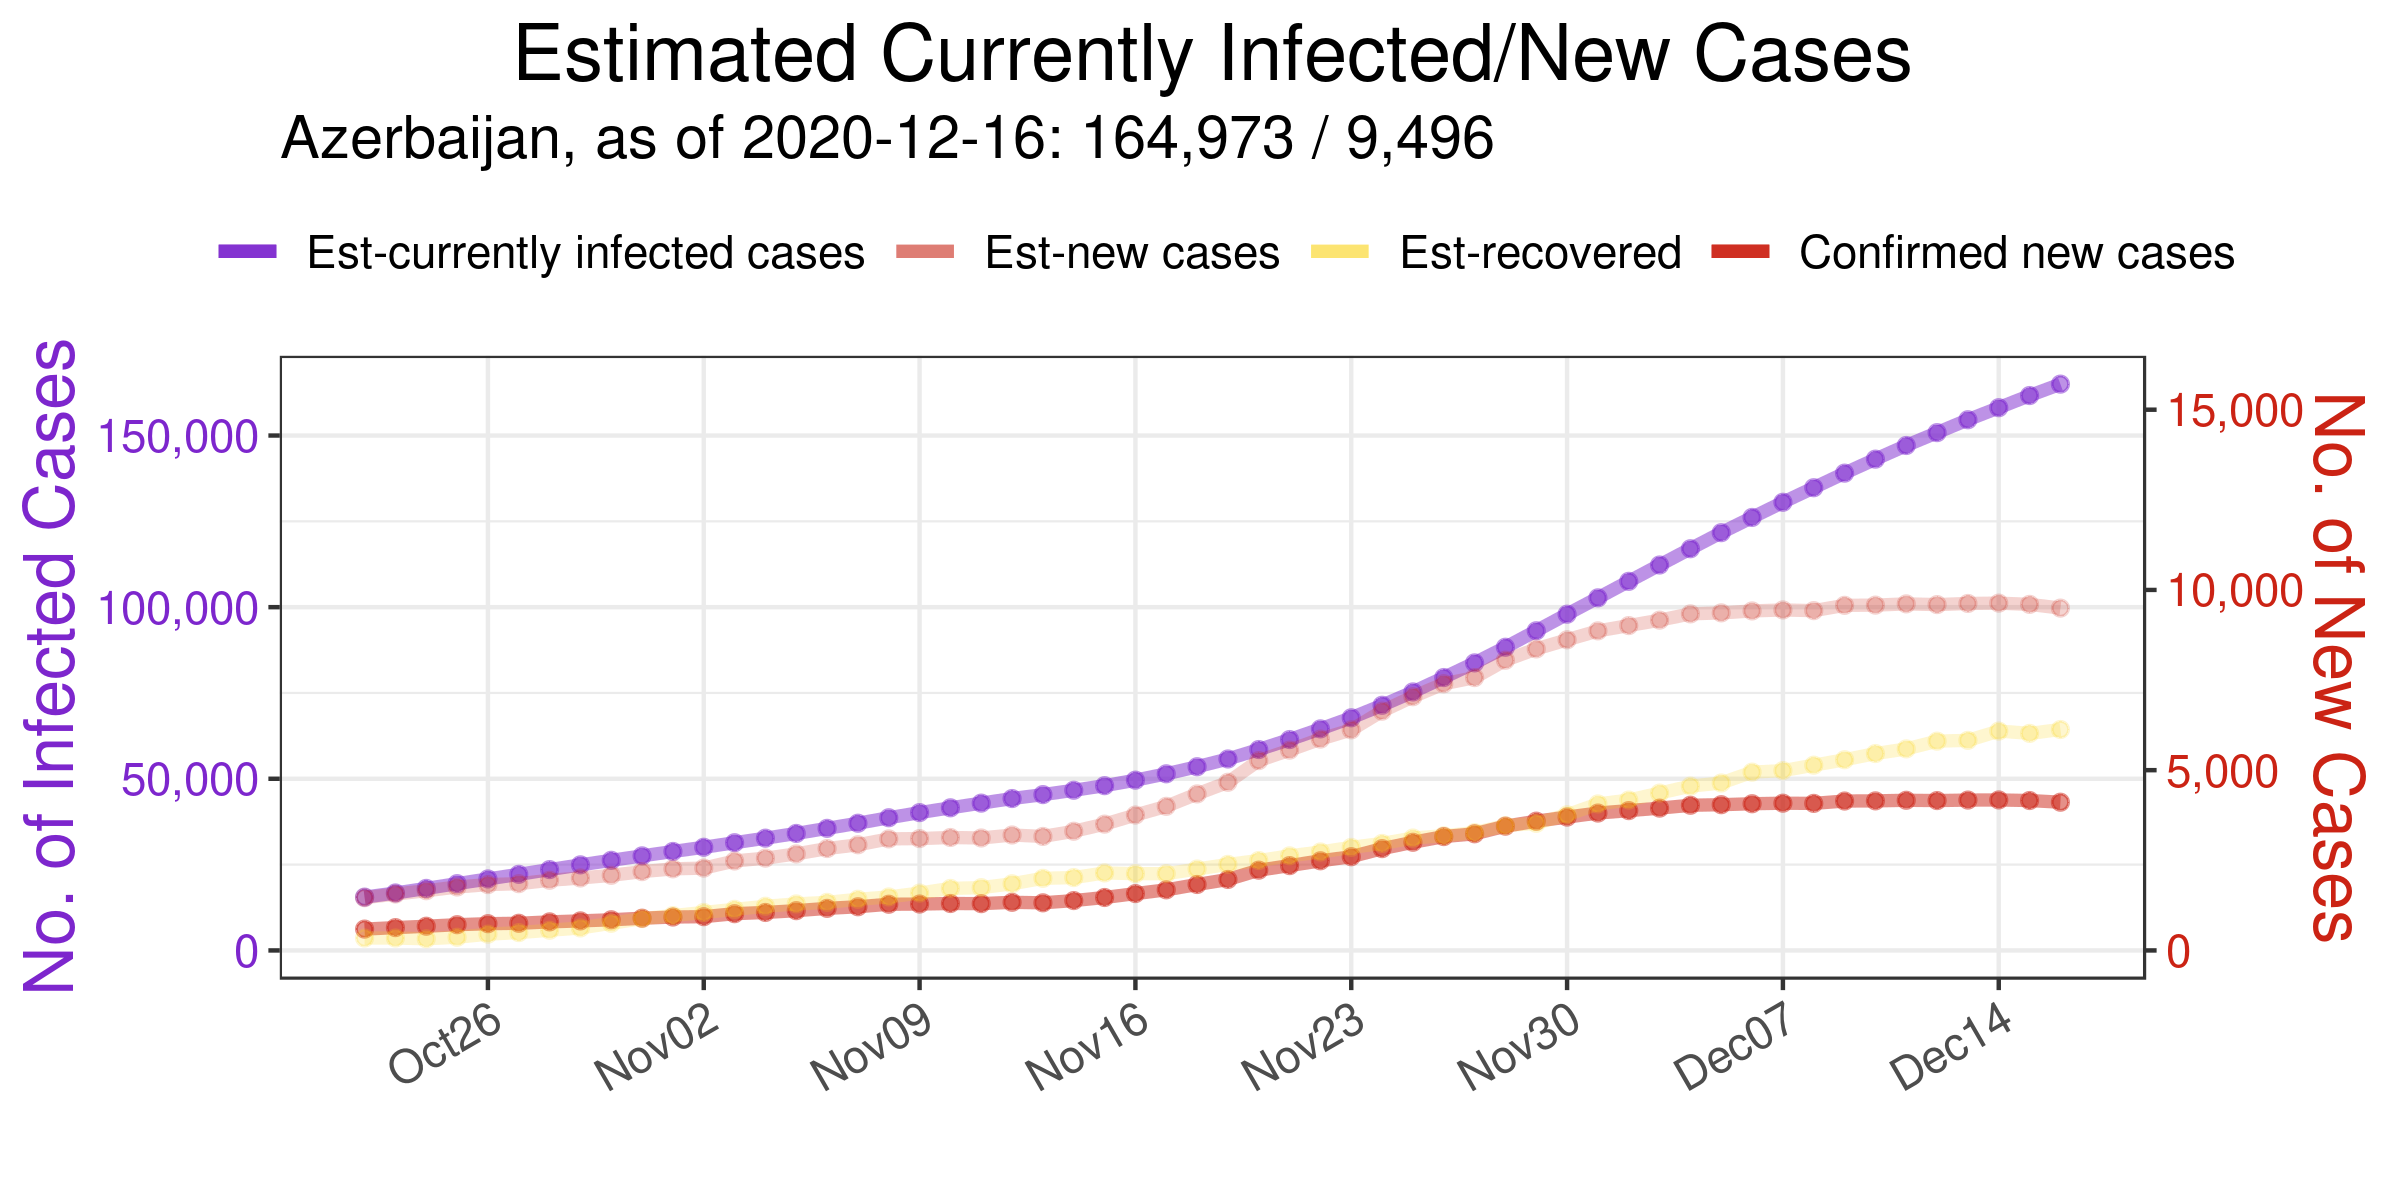 Estimated Currently Infected/New Cases
Azerbaijan, as of 2020-12-16: 164,973 / 9,496
Est-currently infected cases Est-new cases Est-recovered Confirmed new cases
No. of Infected Cases
150,000
100,000
50,000
0
15,000
10,000
5,000
0
No. of New Cases
Oct26 Nov02 Nov09 Nov16 Nov23 Nov30 Dec07 Dec14